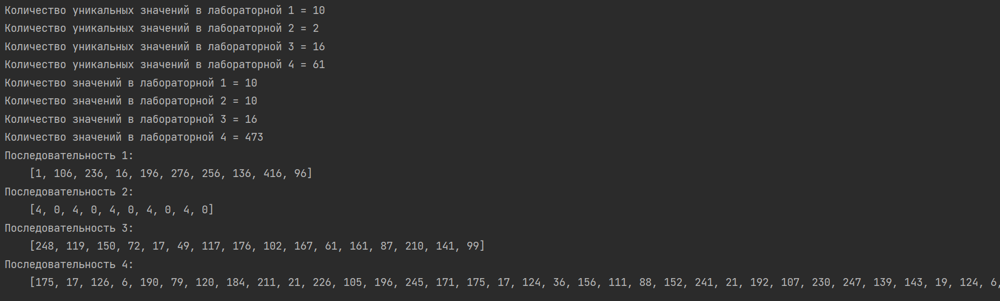 Количество уникальных значений в лабораторной 1 = 10
Количество уникальных значений в лабораторной 2 = 2
Количество уникальных значений в лабораторной 3 = 16
Количество уникальных значений в лабораторной 4 = 61
Количество значений в лабораторной 1 = 10
Количество значений в лабораторной 2 = 10
Количество значений в лабораторной 3 = 16
Количество значений в лабораторной 4 = 473
Последовательность 1:
[1, 106, 236, 16, 196, 276, 256, 136, 416, 96]
Последовательность 2:
[4, 0, 4, 0, 4, 0, 4, 0, 4, 0]
Последовательность 3:
[248, 119, 150, 72, 17, 49, 117, 176, 102, 167, 61, 161, 87, 210, 141, 99]
Последовательность 4:
[175, 17, 126, 6, 190, 79, 120, 184, 211, 21, 226, 105, 196, 245, 171, 175, 17, 124, 36, 156, 111, 88, 152, 241, 21, 192, 107, 230, 247, 139, 143, 19, 124, 6,